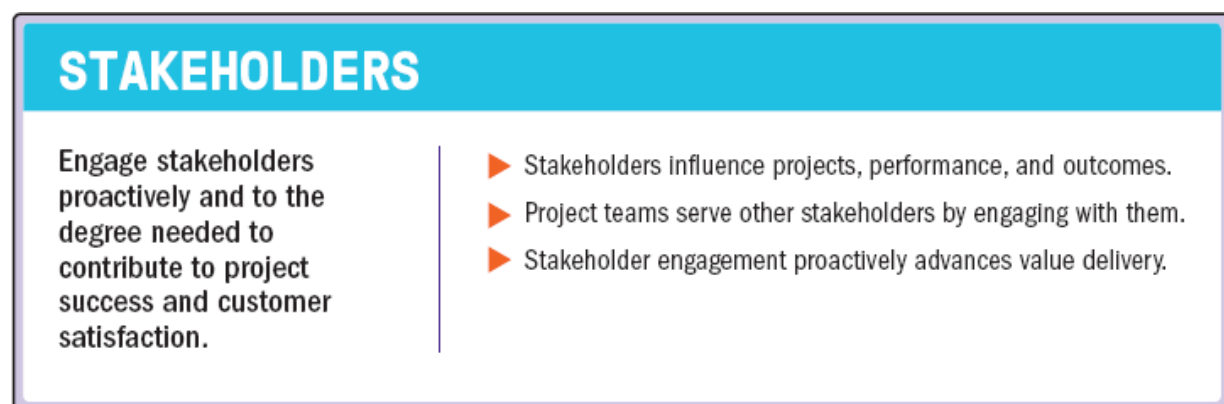 STAKEHOLDERS
Engage stakeholders
proactively and to the
degree needed to
contribute to project
success and customer
satisfaction.
Stakeholders influence projects, performance, and outcomes.
Project teams serve other stakeholders by engaging with them.
Stakeholder engagement proactively advances value delivery.